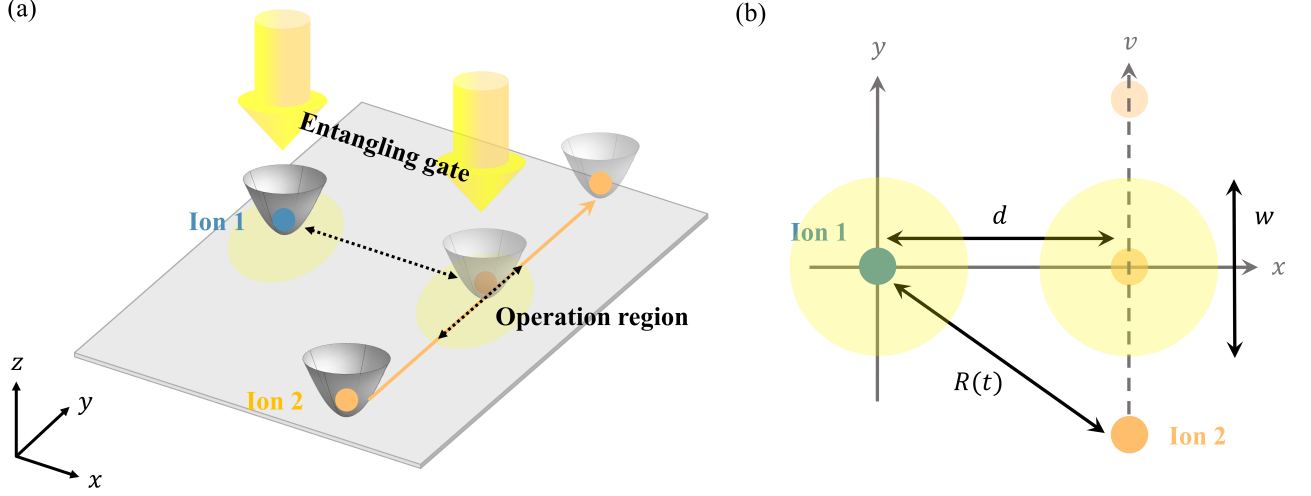 (a)
Entangling gate
Ion 1
Operation region
Ion 2
z
y
x
(b)
y
v
Ion 1
d
w
x
R(t)
Ion 2